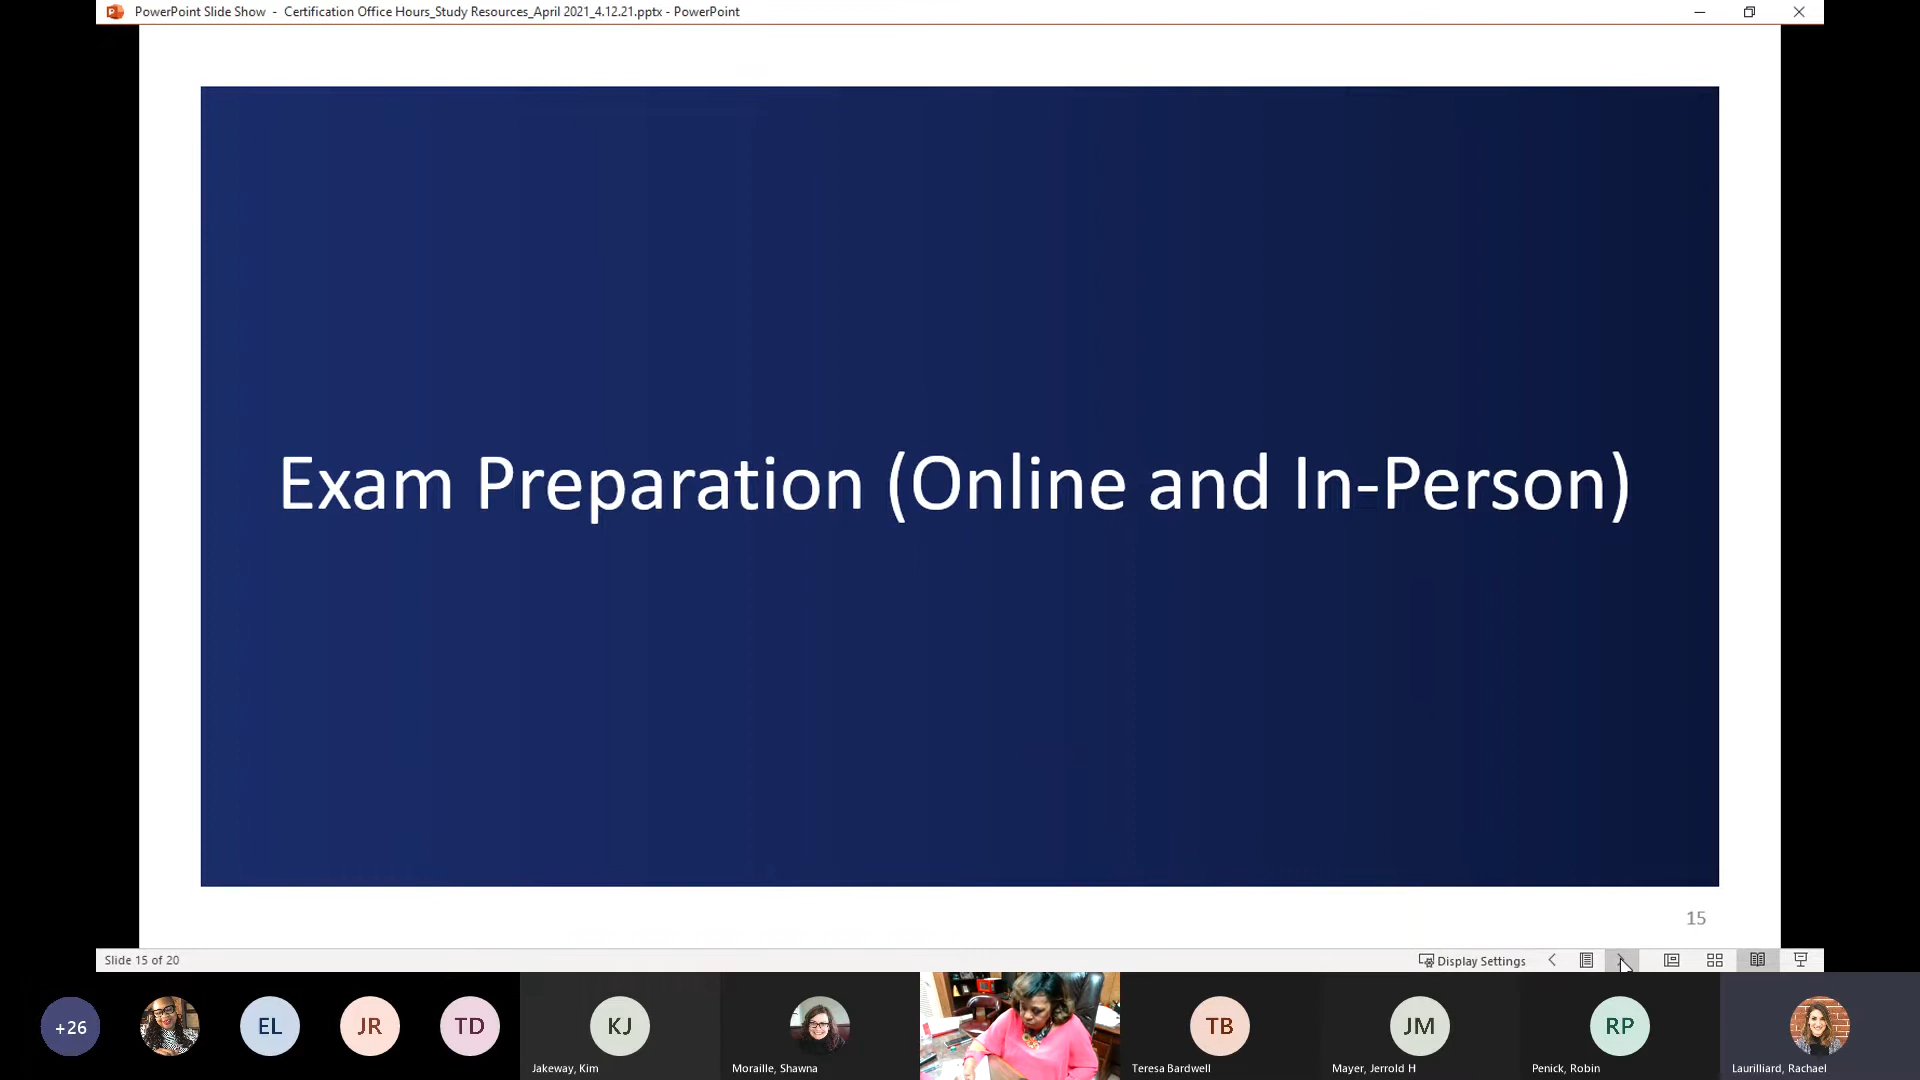 PowerPoint Slide Show - Certification Office Hours_Study Resources_April 2021_4.12.21.pptx - PowerPoint
Exam Preparation (Online and In-Person)
15
Slide 15 of 20
Display Settings
+26
EL
JR
TD
KJ
TB
JM
RP
Jakeway, Kim
Moraille, Shawna
Teresa Bardwell
Mayer, Jerrold H
Penick, Robin
Laurilliard, Rachael